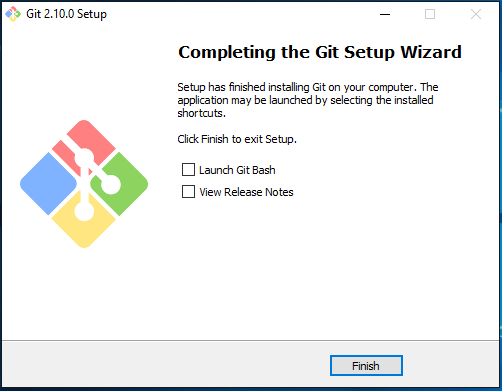 Git 2.10.0 Setup
Completing the Git Setup Wizard
Setup has finished installing Git on your computer. The
application may be launched by selecting the installed
shortcuts.
Click Finish to exit Setup.
Launch Git Bash
View Release Notes
Finish